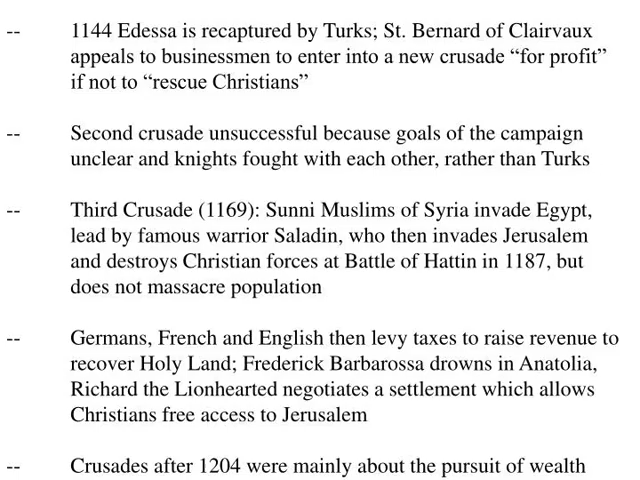 -- 1144 Edessa is recaptured by Turks; St. Bernard of Clairvaux
appeals to businessmen to enter into a new crusade “for profit”
if not to “rescue Christians”
-- Second crusade unsuccessful because goals of the campaign
unclear and knights fought with each other, rather than Turks
-- Third Crusade (1169): Sunni Muslims of Syria invade Egypt,
lead by famous warrior Saladin, who then invades Jerusalem
and destroys Christian forces at Battle of Hattin in 1187, but
does not massacre population
-- Germans, French and English then levy taxes to raise revenue to
recover Holy Land; Frederick Barbarossa drowns in Anatolia,
Richard the Lionhearted negotiates a settlement which allows
Christians free access to Jerusalem
-- Crusades after 1204 were mainly about the pursuit of wealth